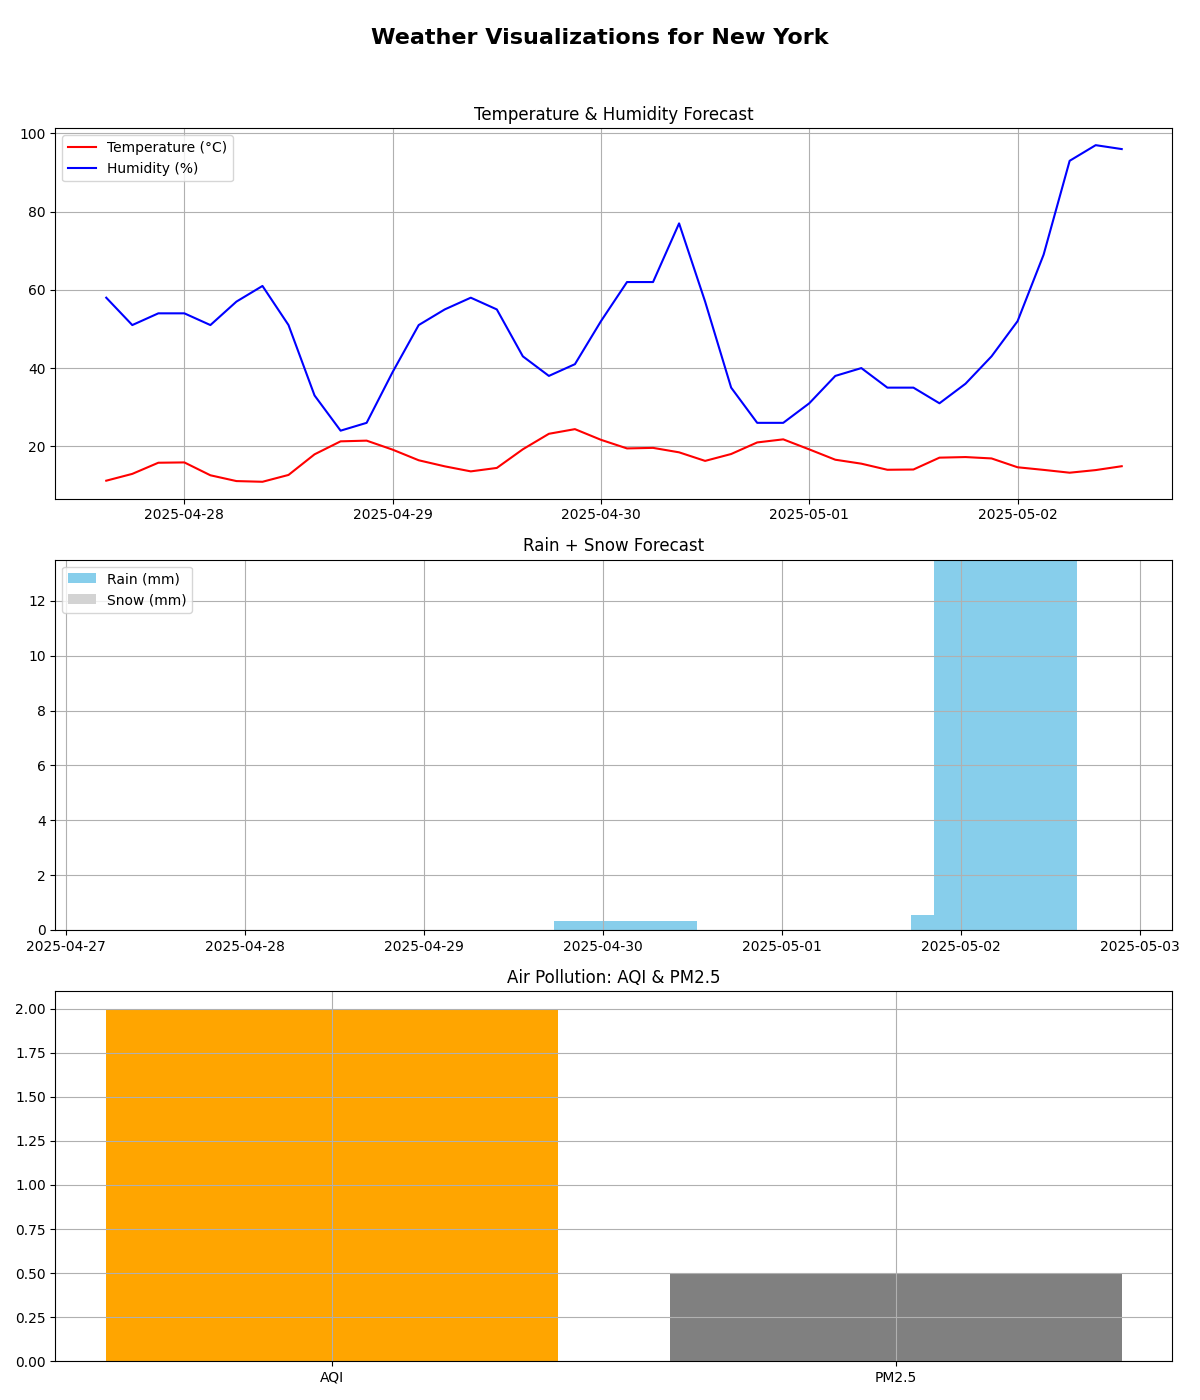 Weather Visualizations for New York
Temperature & Humidity Forecast
Temperature (°C)
Humidity (%)
100
80
60
40
20
2025-04-28 2025-04-29 2025-04-30 2025-05-01 2025-05-02
Rain + Snow Forecast
Rain (mm)
Snow (mm)
12
10
8
6
4
2
0
2025-04-27 2025-04-28 2025-04-29 2025-04-30 2025-05-01 2025-05-02 2025-05-03
Air Pollution: AQI & PM2.5
2.00
1.75
1.50
1.25
1.00
0.75
0.50
0.25
0.00
AQI PM2.5